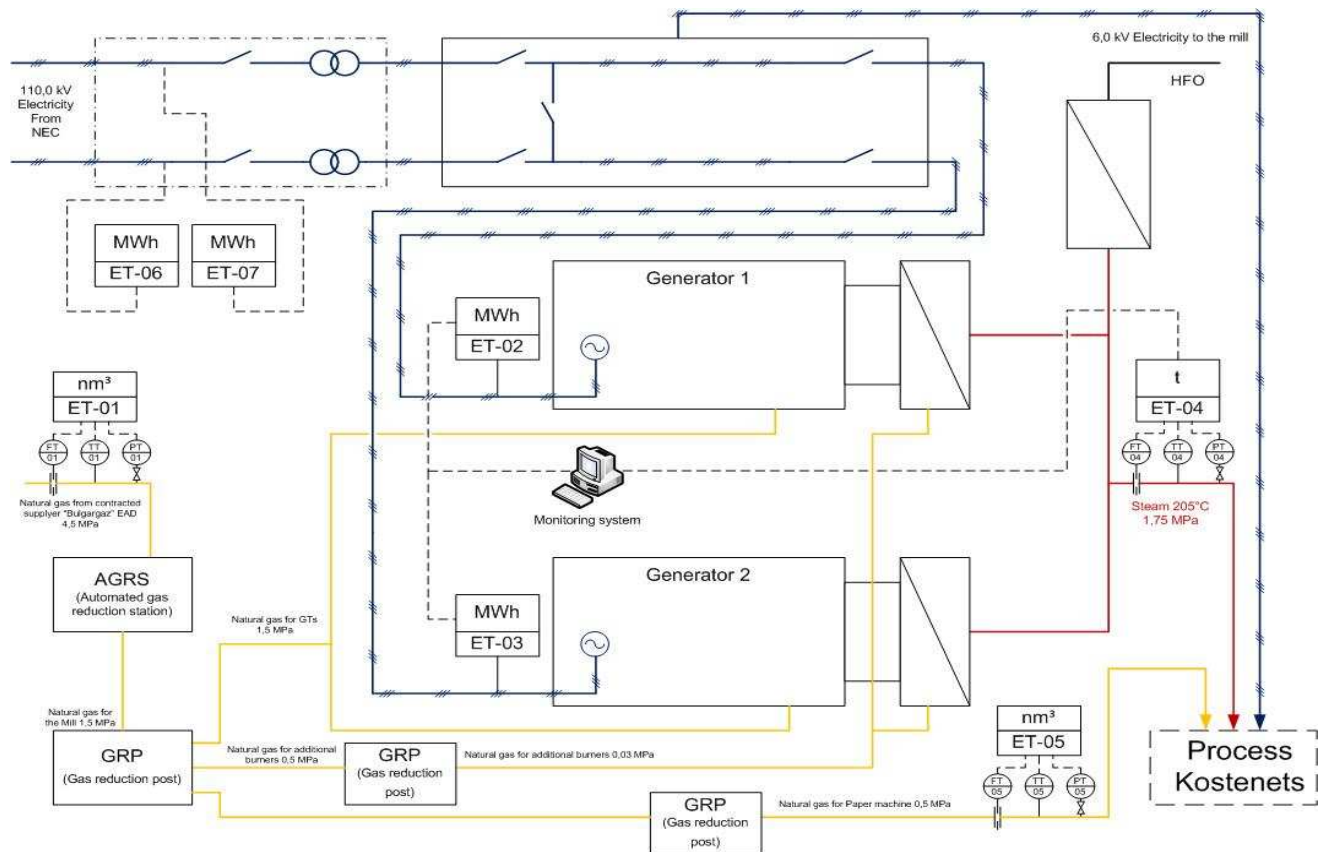 6,0 kV Electricity to the mill
HFO
110,0 kV
Electricity
From
NEC
MWh
ET-06
MWh
ET-07
Generator 1
MWh
ET-02
nm³
ET-01
FT
01
TT
01
PT
01
t
ET-04
FT
04
TT
04
PT
04
Natural gas from contracted
supplyer "Bulgargaz" EAD
4,5 MPa
Monitoring system
Steam 205°C
1,75 MPa
AGRS
(Automated gas
reduction station)
Generator 2
Natural gas for GTs
1,5 MPa
MWh
ET-03
Natural gas for
the Mill 1.5 MPa
GRP
(Gas reduction post)
Natural gas for additional
burners 0,5 MPa
GRP
(Gas reduction
post)
Natural gas for additional burners 0,03 MPa
nm³
ET-05
FT
05
TT
05
PT
05
Process
Kostenets
GRP
(Gas reduction
post)
Natural gas for Paper machine 0,5 MPa